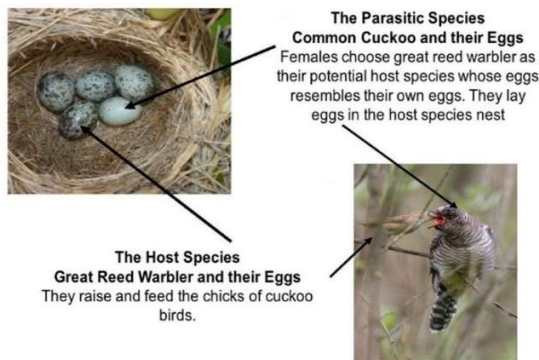 The Parasitic Species
Common Cuckoo and their Eggs
Females choose great reed warbler as
their potential host species whose eggs
resembles their own eggs. They lay
eggs in the host species nest
The Host Species
Great Reed Warbler and their Eggs
They raise and feed the chicks of cuckoo
birds.